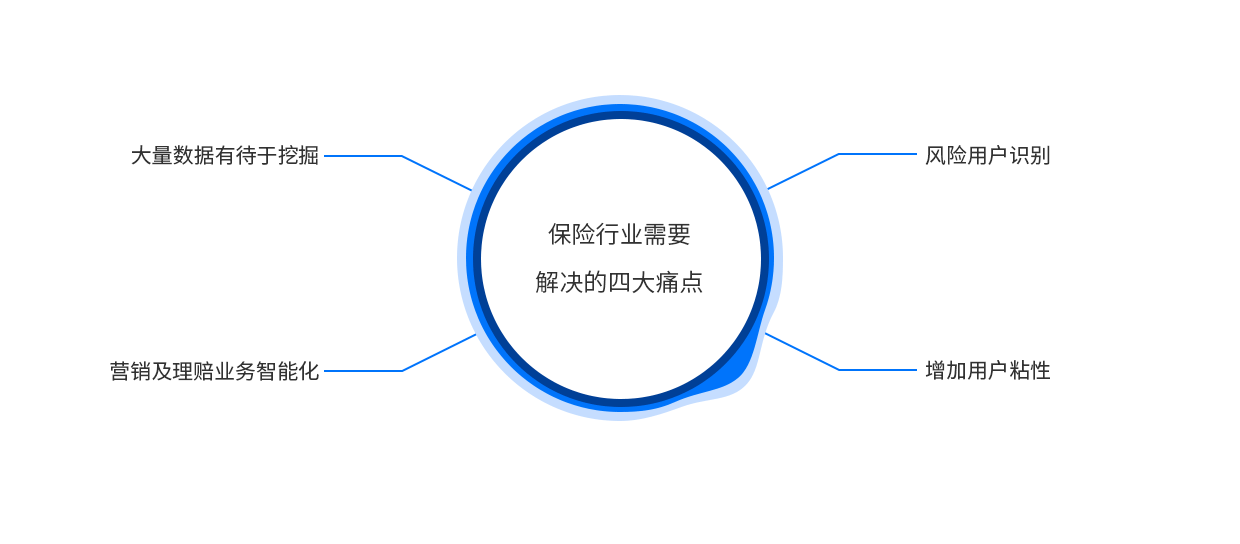 大量数据有待于挖掘
风险用户识别
保险行业需要
解决的四大痛点
营销及理赔业务智能化
增加用户粘性